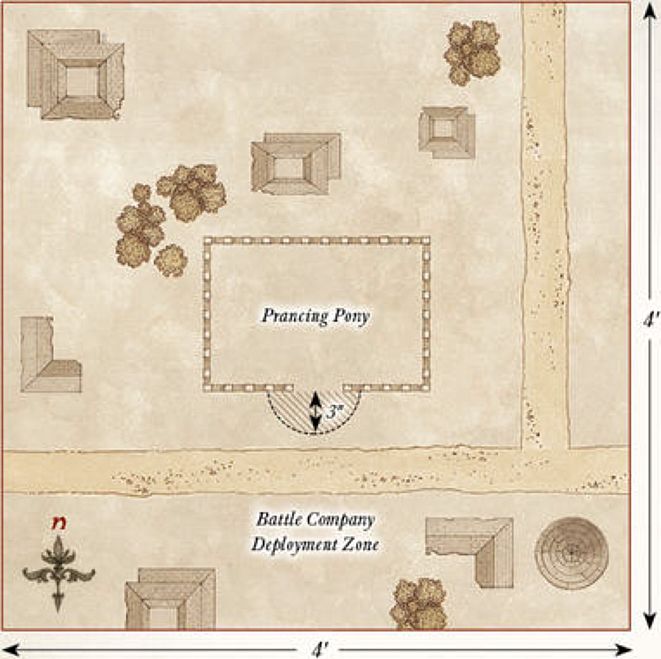 4'
Prancing Pony
3"
n
Battle Company
Deployment Zone
4'